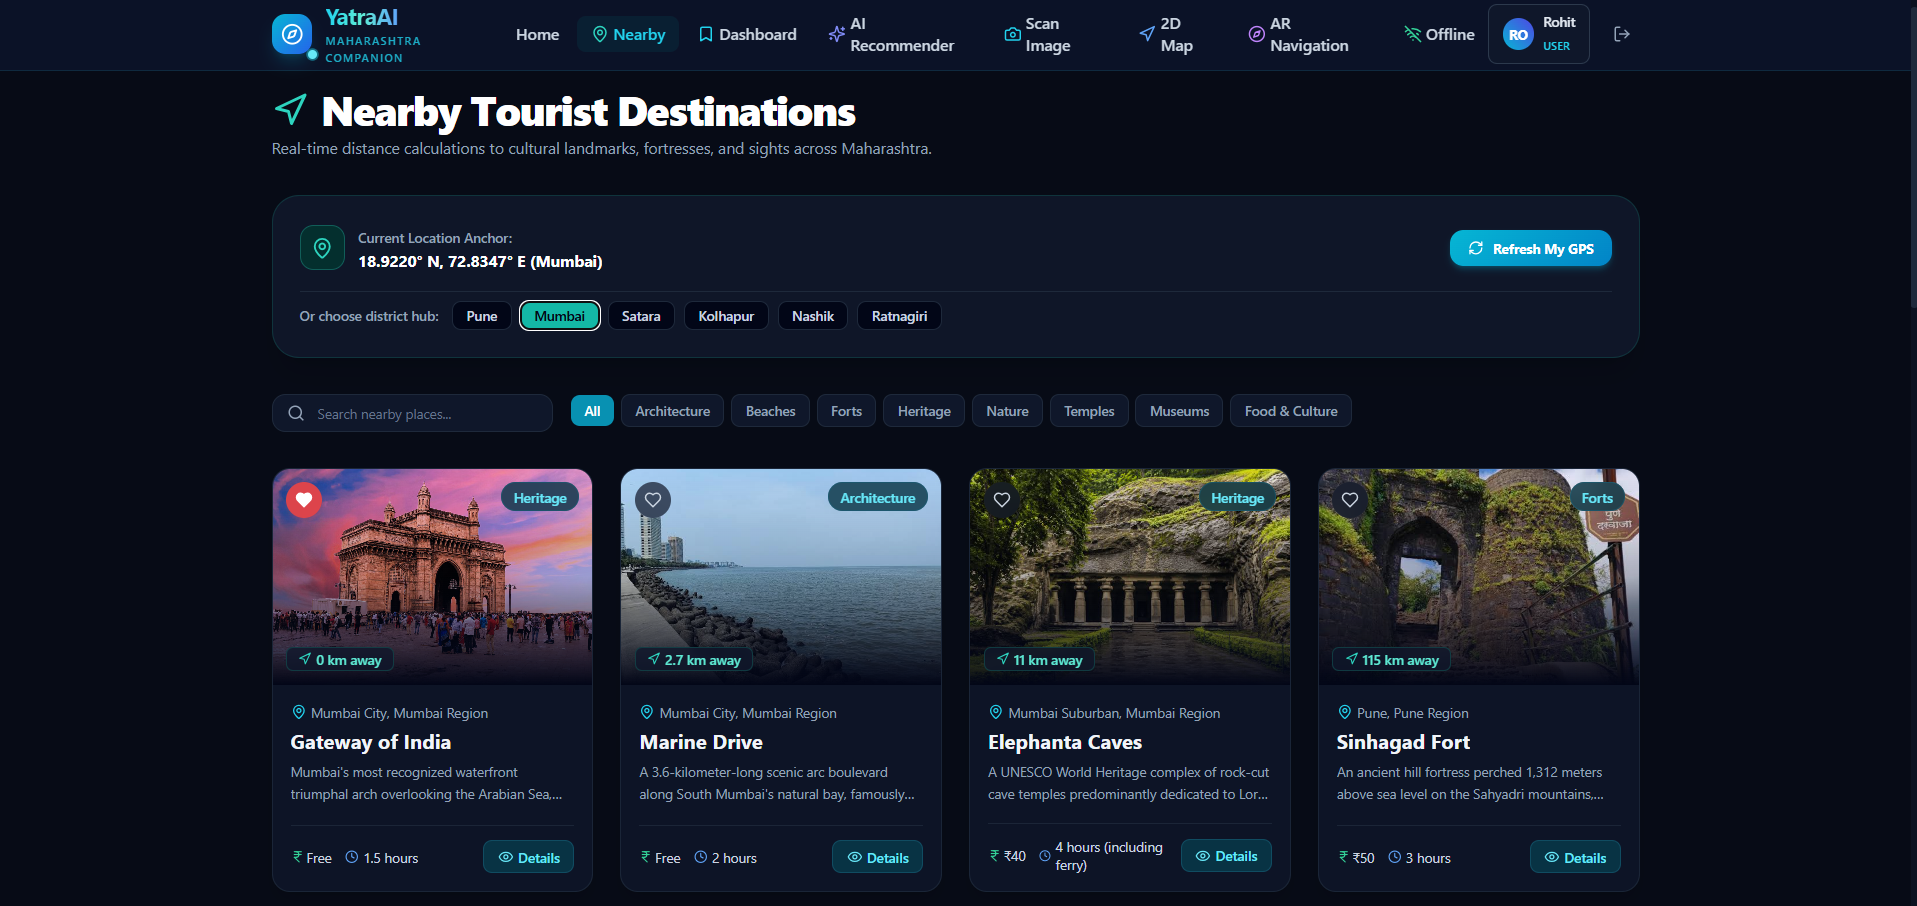 YatraAI
MAHARASHTRA
COMPANION
Home
Nearby
Dashboard
AI
Recommender
Scan
Image
2D
Map
AR
Navigation
Offline
RO
Rohit
USER
Nearby Tourist Destinations
Real-time distance calculations to cultural landmarks, fortresses, and sights across Maharashtra.
Current Location Anchor:
18.9220° N, 72.8347° E (Mumbai)
Refresh My GPS
Or choose district hub:
Pune
Mumbai
Satara
Kolhapur
Nashik
Ratnagiri
Search nearby places...
All
Architecture
Beaches
Forts
Heritage
Nature
Temples
Museums
Food & Culture
Heritage
0 km away
Mumbai City, Mumbai Region
Gateway of India
Mumbai's most recognized waterfront
triumphal arch overlooking the Arabian Sea,...
₹ Free
1.5 hours
Details
Architecture
2.7 km away
Mumbai City, Mumbai Region
Marine Drive
A 3.6-kilometer-long scenic arc boulevard
along South Mumbai's natural bay, famously...
₹ Free
2 hours
Details
Heritage
11 km away
Mumbai Suburban, Mumbai Region
Elephanta Caves
A UNESCO World Heritage complex of rock-cut
cave temples predominantly dedicated to Lor...
₹ ₹40
4 hours (including
ferry)
Details
Forts
पुणे
दरवाजा
115 km away
Pune, Pune Region
Sinhagad Fort
An ancient hill fortress perched 1,312 meters
above sea level on the Sahyadri mountains,...
₹ ₹50
3 hours
Details